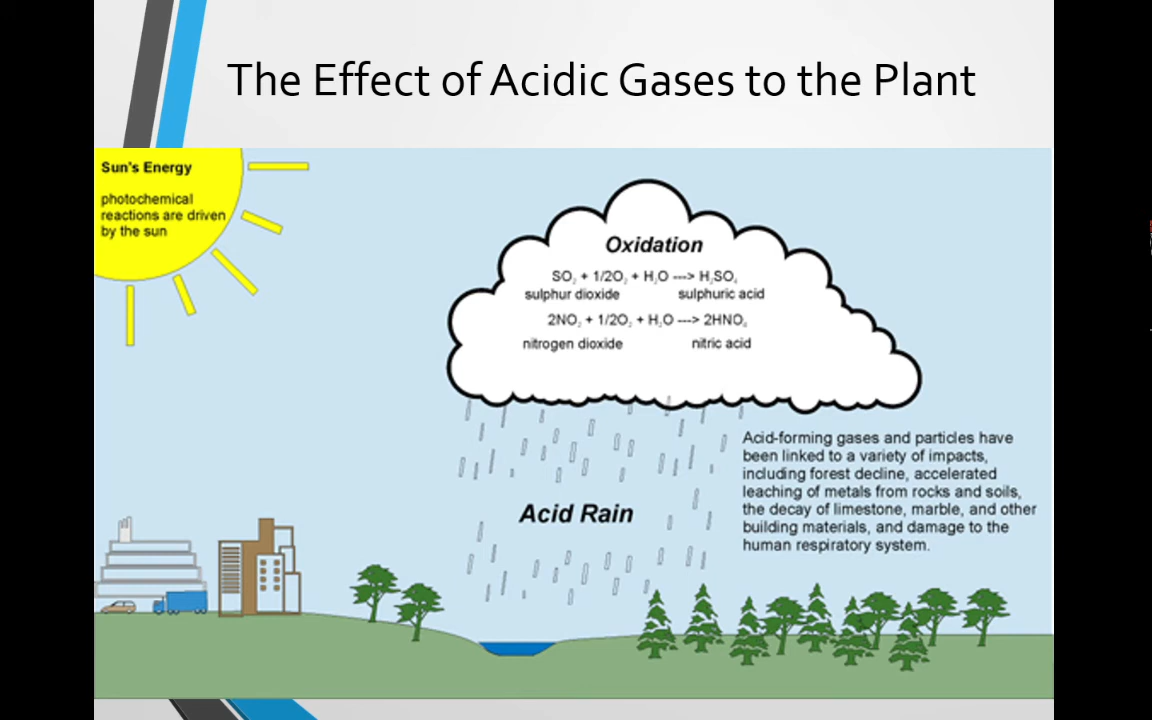 The Effect of Acidic Gases to the Plant
Sun's Energy
photochemical
reactions are driven
by the sun
Oxidation
SO₂ + 1/2O₂ + H₂O ---> H₂SO₄
sulphur dioxide sulphuric acid
2NO₂ + 1/2O₂ + H₂O ---> 2HNO₄
nitrogen dioxide nitric acid
Acid-forming gases and particles have
been linked to a variety of impacts,
including forest decline, accelerated
leaching of metals from rocks and soils,
the decay of limestone, marble, and other
building materials, and damage to the
human respiratory system.
Acid Rain